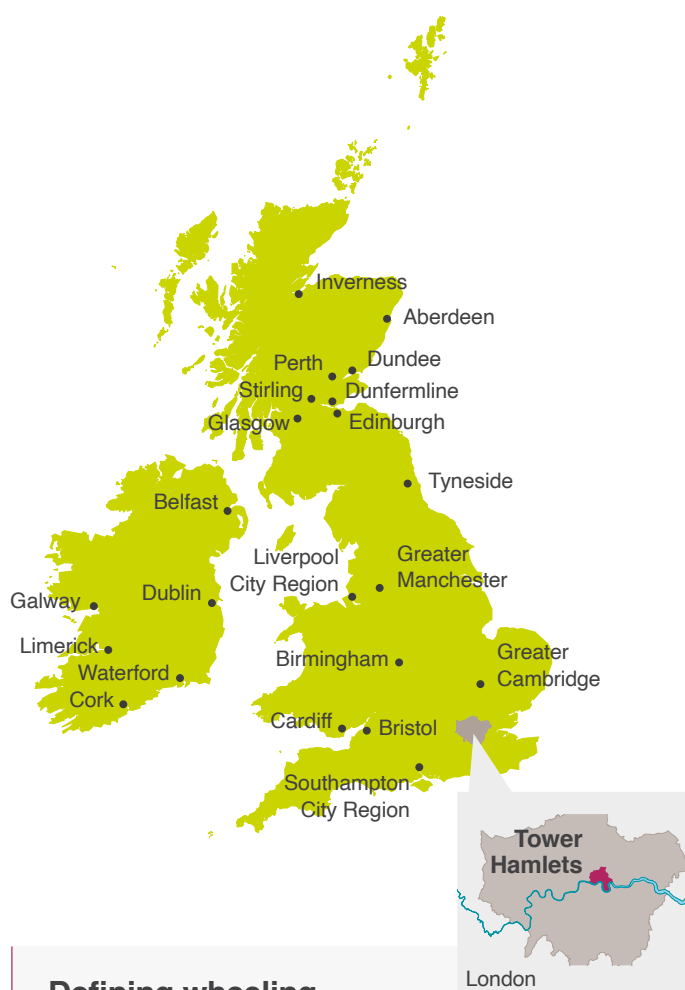 Inverness
Aberdeen
Perth
Dundee
Stirling
Dunfermline
Glasgow
Edinburgh
Tyneside
Belfast
Liverpool
City Region
Greater
Manchester
Galway
Dublin
Limerick
Birmingham
Greater
Cambridge
Waterford
Cork
Cardiff
Bristol
Southampton
City Region
Tower
Hamlets
London
Defining wheeling